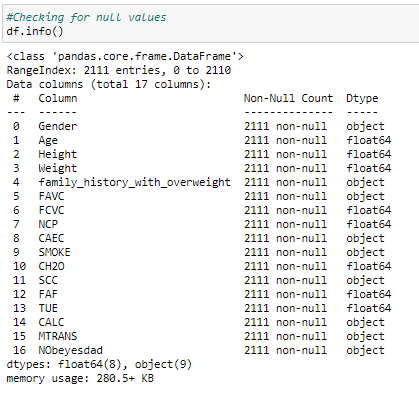 #Checking for null values
df.info()
<class 'pandas.core.frame.DataFrame'>
RangeIndex: 2111 entries, 0 to 2110
Data columns (total 17 columns):
 #   Column                          Non-Null Count  Dtype
---  ------                          --------------  -----
 0   Gender                          2111 non-null   object
 1   Age                             2111 non-null   float64
 2   Height                          2111 non-null   float64
 3   Weight                          2111 non-null   float64
 4   family_history_with_overweight  2111 non-null   object
 5   FAVC                            2111 non-null   object
 6   FCVC                            2111 non-null   float64
 7   NCP                             2111 non-null   float64
 8   CAEC                            2111 non-null   object
 9   SMOKE                           2111 non-null   object
 10  CH2O                            2111 non-null   float64
 11  SCC                             2111 non-null   object
 12  FAF                             2111 non-null   float64
 13  TUE                             2111 non-null   float64
 14  CALC                            2111 non-null   object
 15  MTRANS                          2111 non-null   object
 16  NObeyesdad                      2111 non-null   object
dtypes: float64(8), object(9)
memory usage: 280.5+ KB